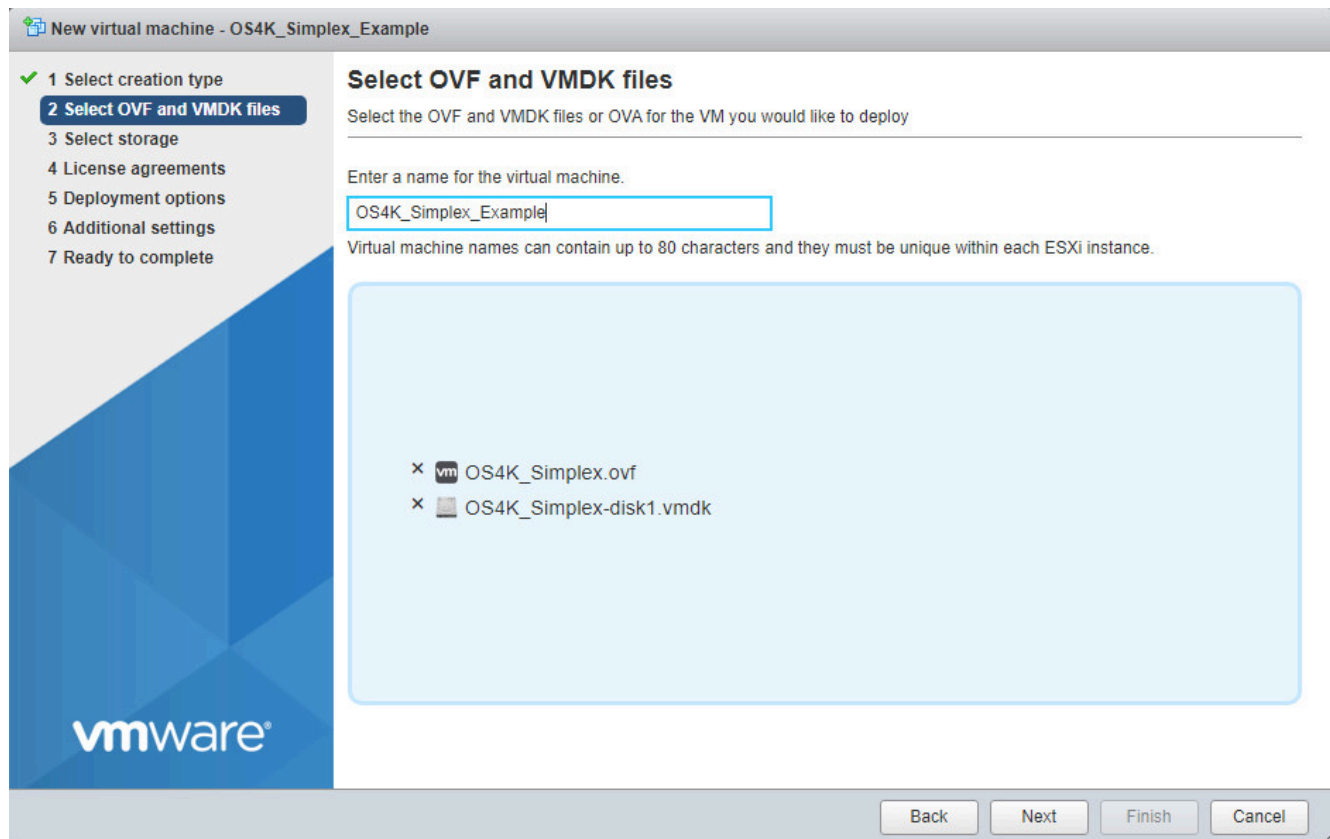 New virtual machine - OS4K_Simplex_Example
1 Select creation type
2 Select OVF and VMDK files
3 Select storage
4 License agreements
5 Deployment options
6 Additional settings
7 Ready to complete
vmware®
Select OVF and VMDK files
Select the OVF and VMDK files or OVA for the VM you would like to deploy
Enter a name for the virtual machine.
OS4K_Simplex_Example
Virtual machine names can contain up to 80 characters and they must be unique within each ESXi instance.
× vm OS4K_Simplex.ovf
× OS4K_Simplex-disk1.vmdk
Back Next Finish Cancel